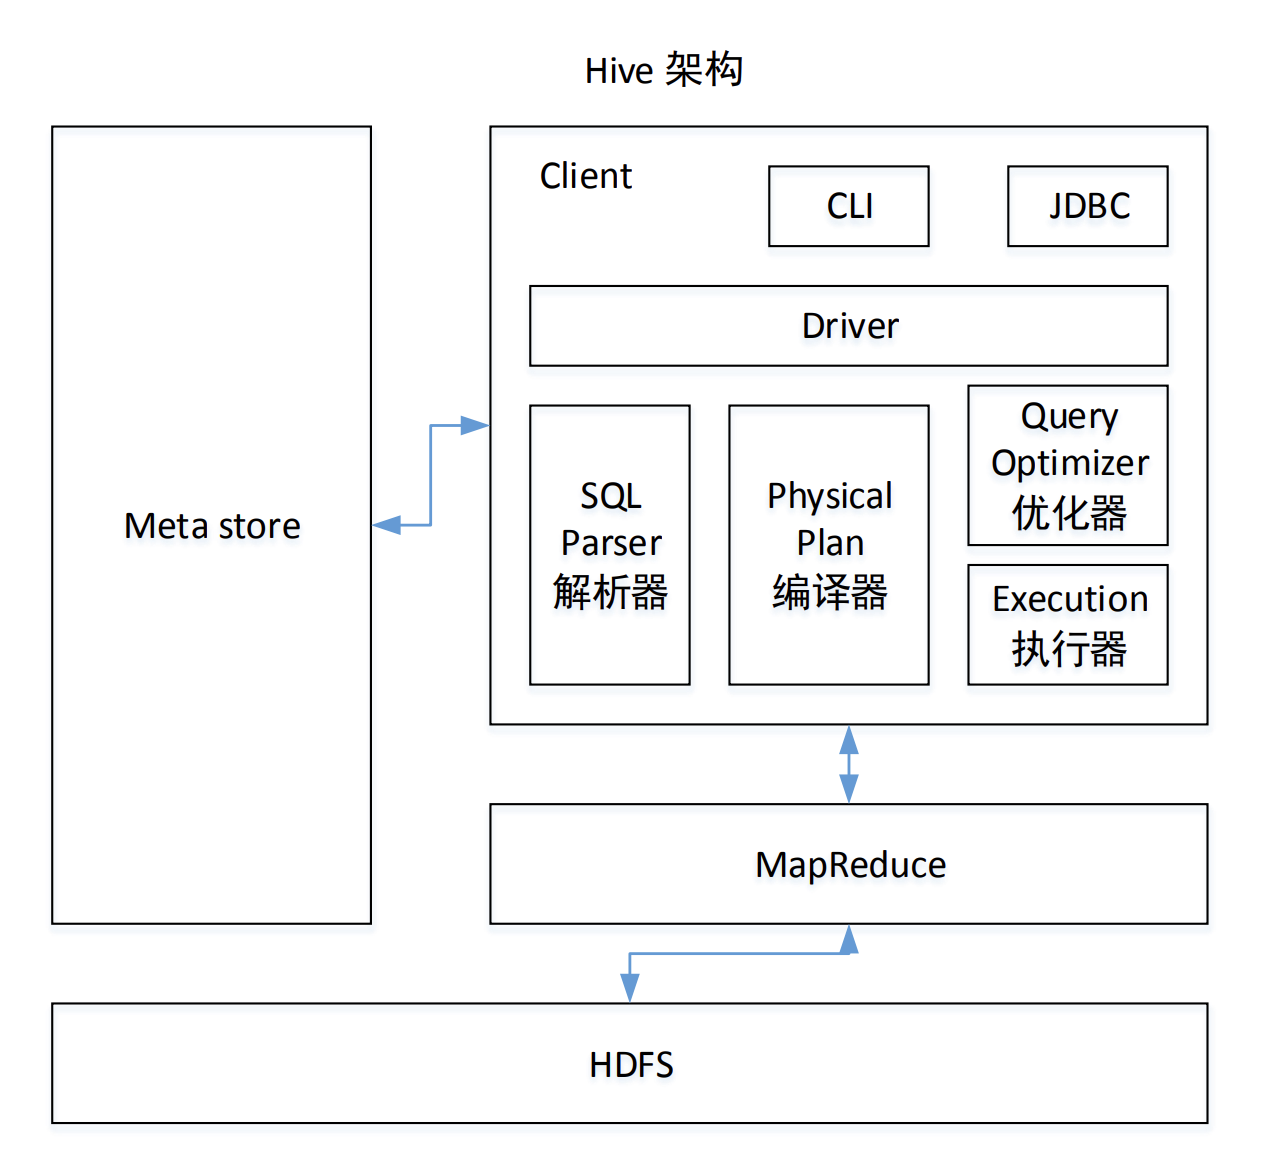 Hive 架构
Client
CLI
JDBC
Driver
Meta store
SQL
Parser
解析器
Physical
Plan
编译器
Query
Optimizer
优化器
Execution
执行器
MapReduce
HDFS